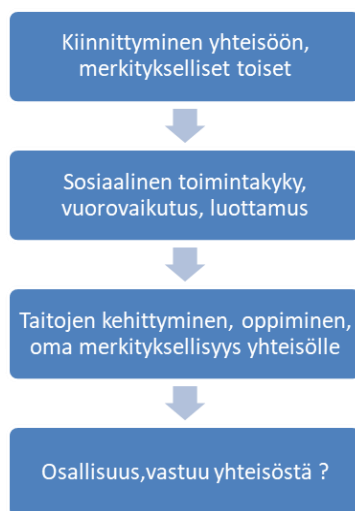 Kiinnittyminen yhteisöön,
merkitykselliset toiset
Sosiaalinen toimintakyky,
vuorovaikutus, luottamus
Taitojen kehittyminen, oppiminen,
oma merkityksellisyys yhteisölle
Osallisuus,vastuu yhteisöstä ?